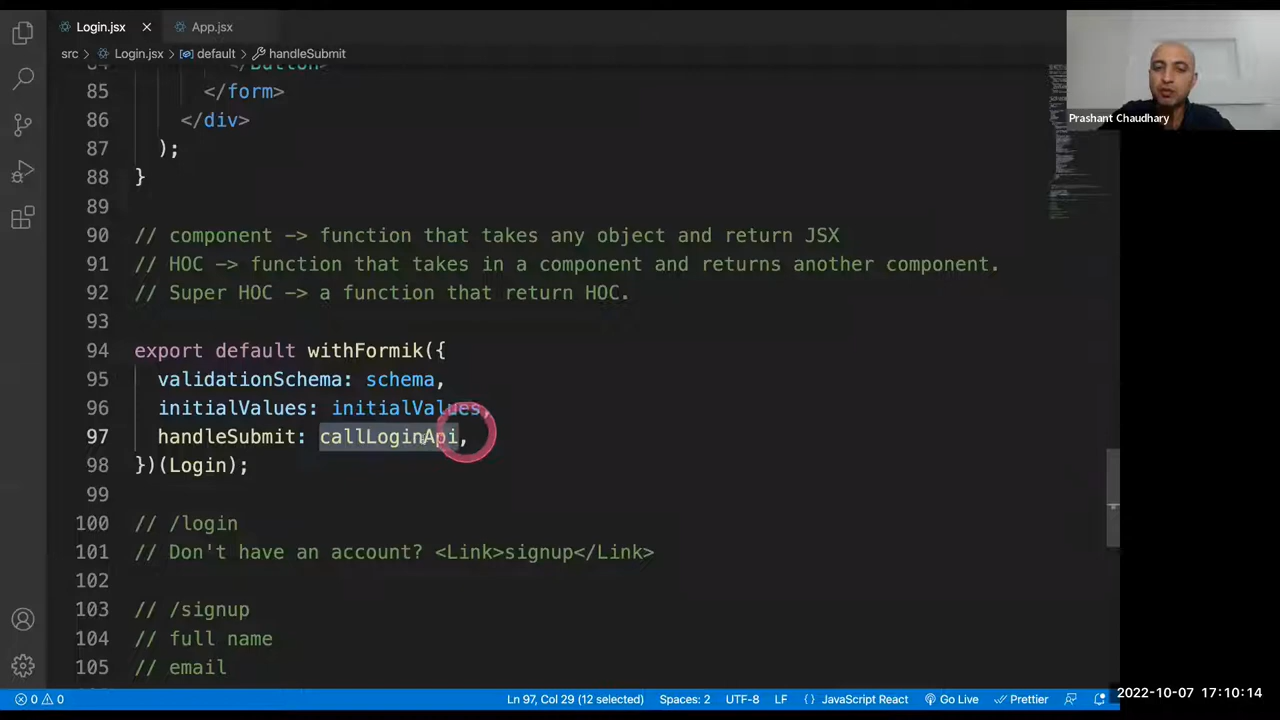 Login.jsx
App.jsx
src > Login.jsx > default > handleSubmit
84 </Button>
85 </form>
86 </div>
87 );
88 }
89
90 // component -> function that takes any object and return JSX
91 // HOC -> function that takes in a component and returns another component.
92 // Super HOC -> a function that return HOC.
93
94 export default withFormik({
95 validationSchema: schema,
96 initialValues: initialValues,
97 handleSubmit: callLoginApi,
98 })(Login);
99
100 // /login
101 // Don't have an account? <Link>signup</Link>
102
103 // /signup
104 // full name
105 // email
Prashant Chaudhary
0 0
Ln 97, Col 29 (12 selected)
Spaces: 2
UTF-8
LF
{ } JavaScript React
Go Live
Prettier
2022-10-07 17:10:14